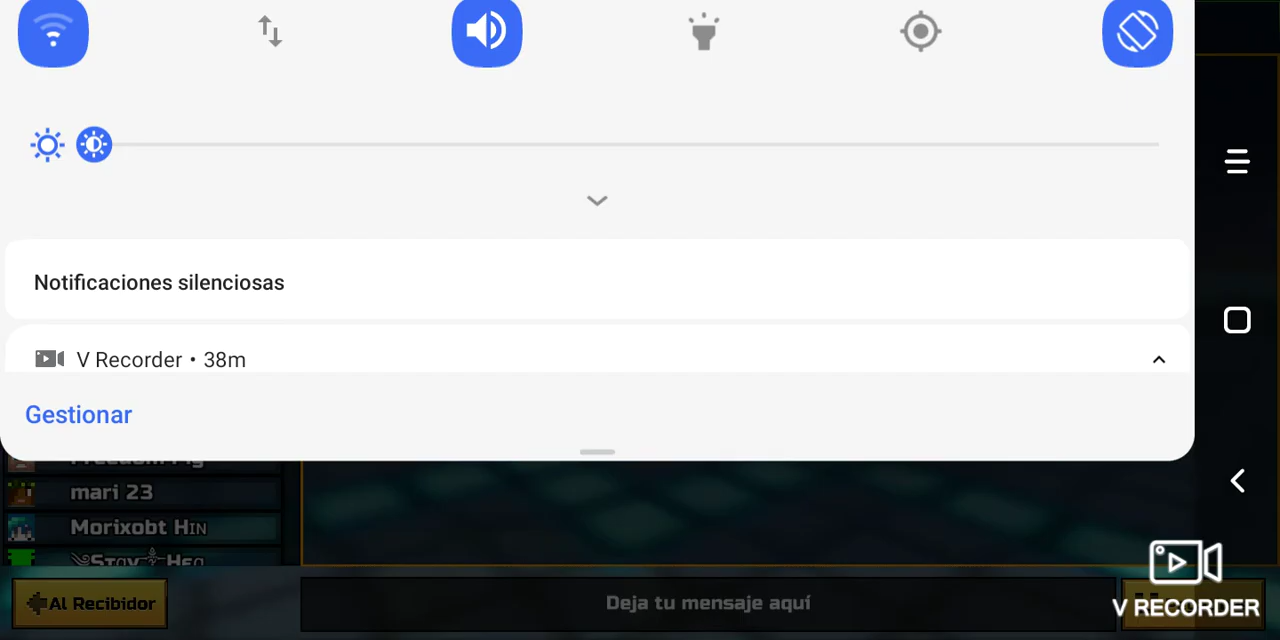 Notificaciones silenciosas
V Recorder • 38m
Gestionar
mari 23
Morixobt Hin
Al Recibidor
Deja tu mensaje aquí
V RECORDER